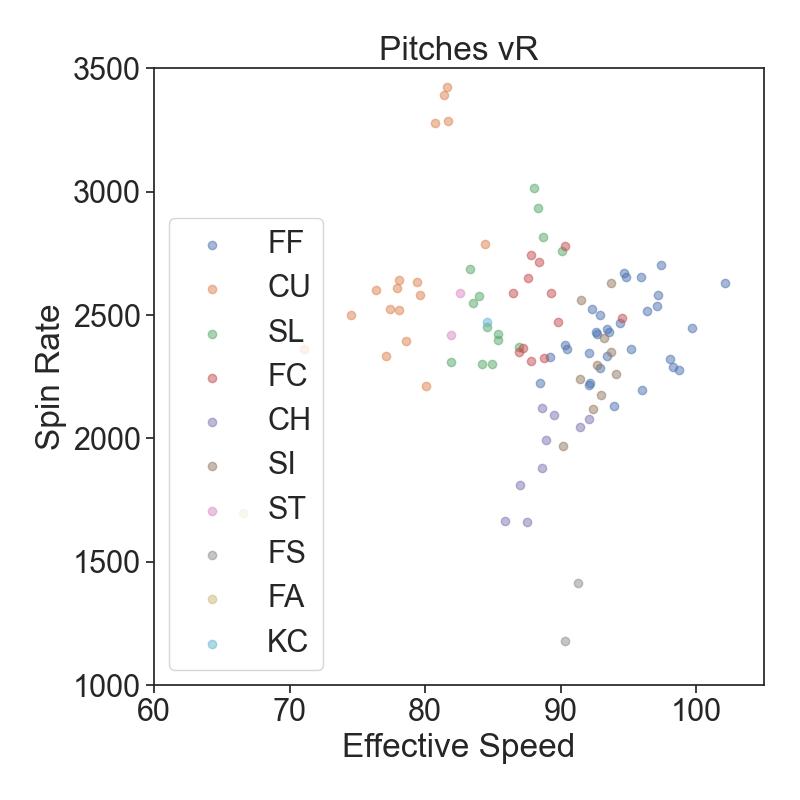 Pitches vR
3500
3000
2500
2000
1500
1000
Spin Rate
FF
CU
SL
FC
CH
SI
ST
FS
FA
KC
60 70 80 90 100
Effective Speed